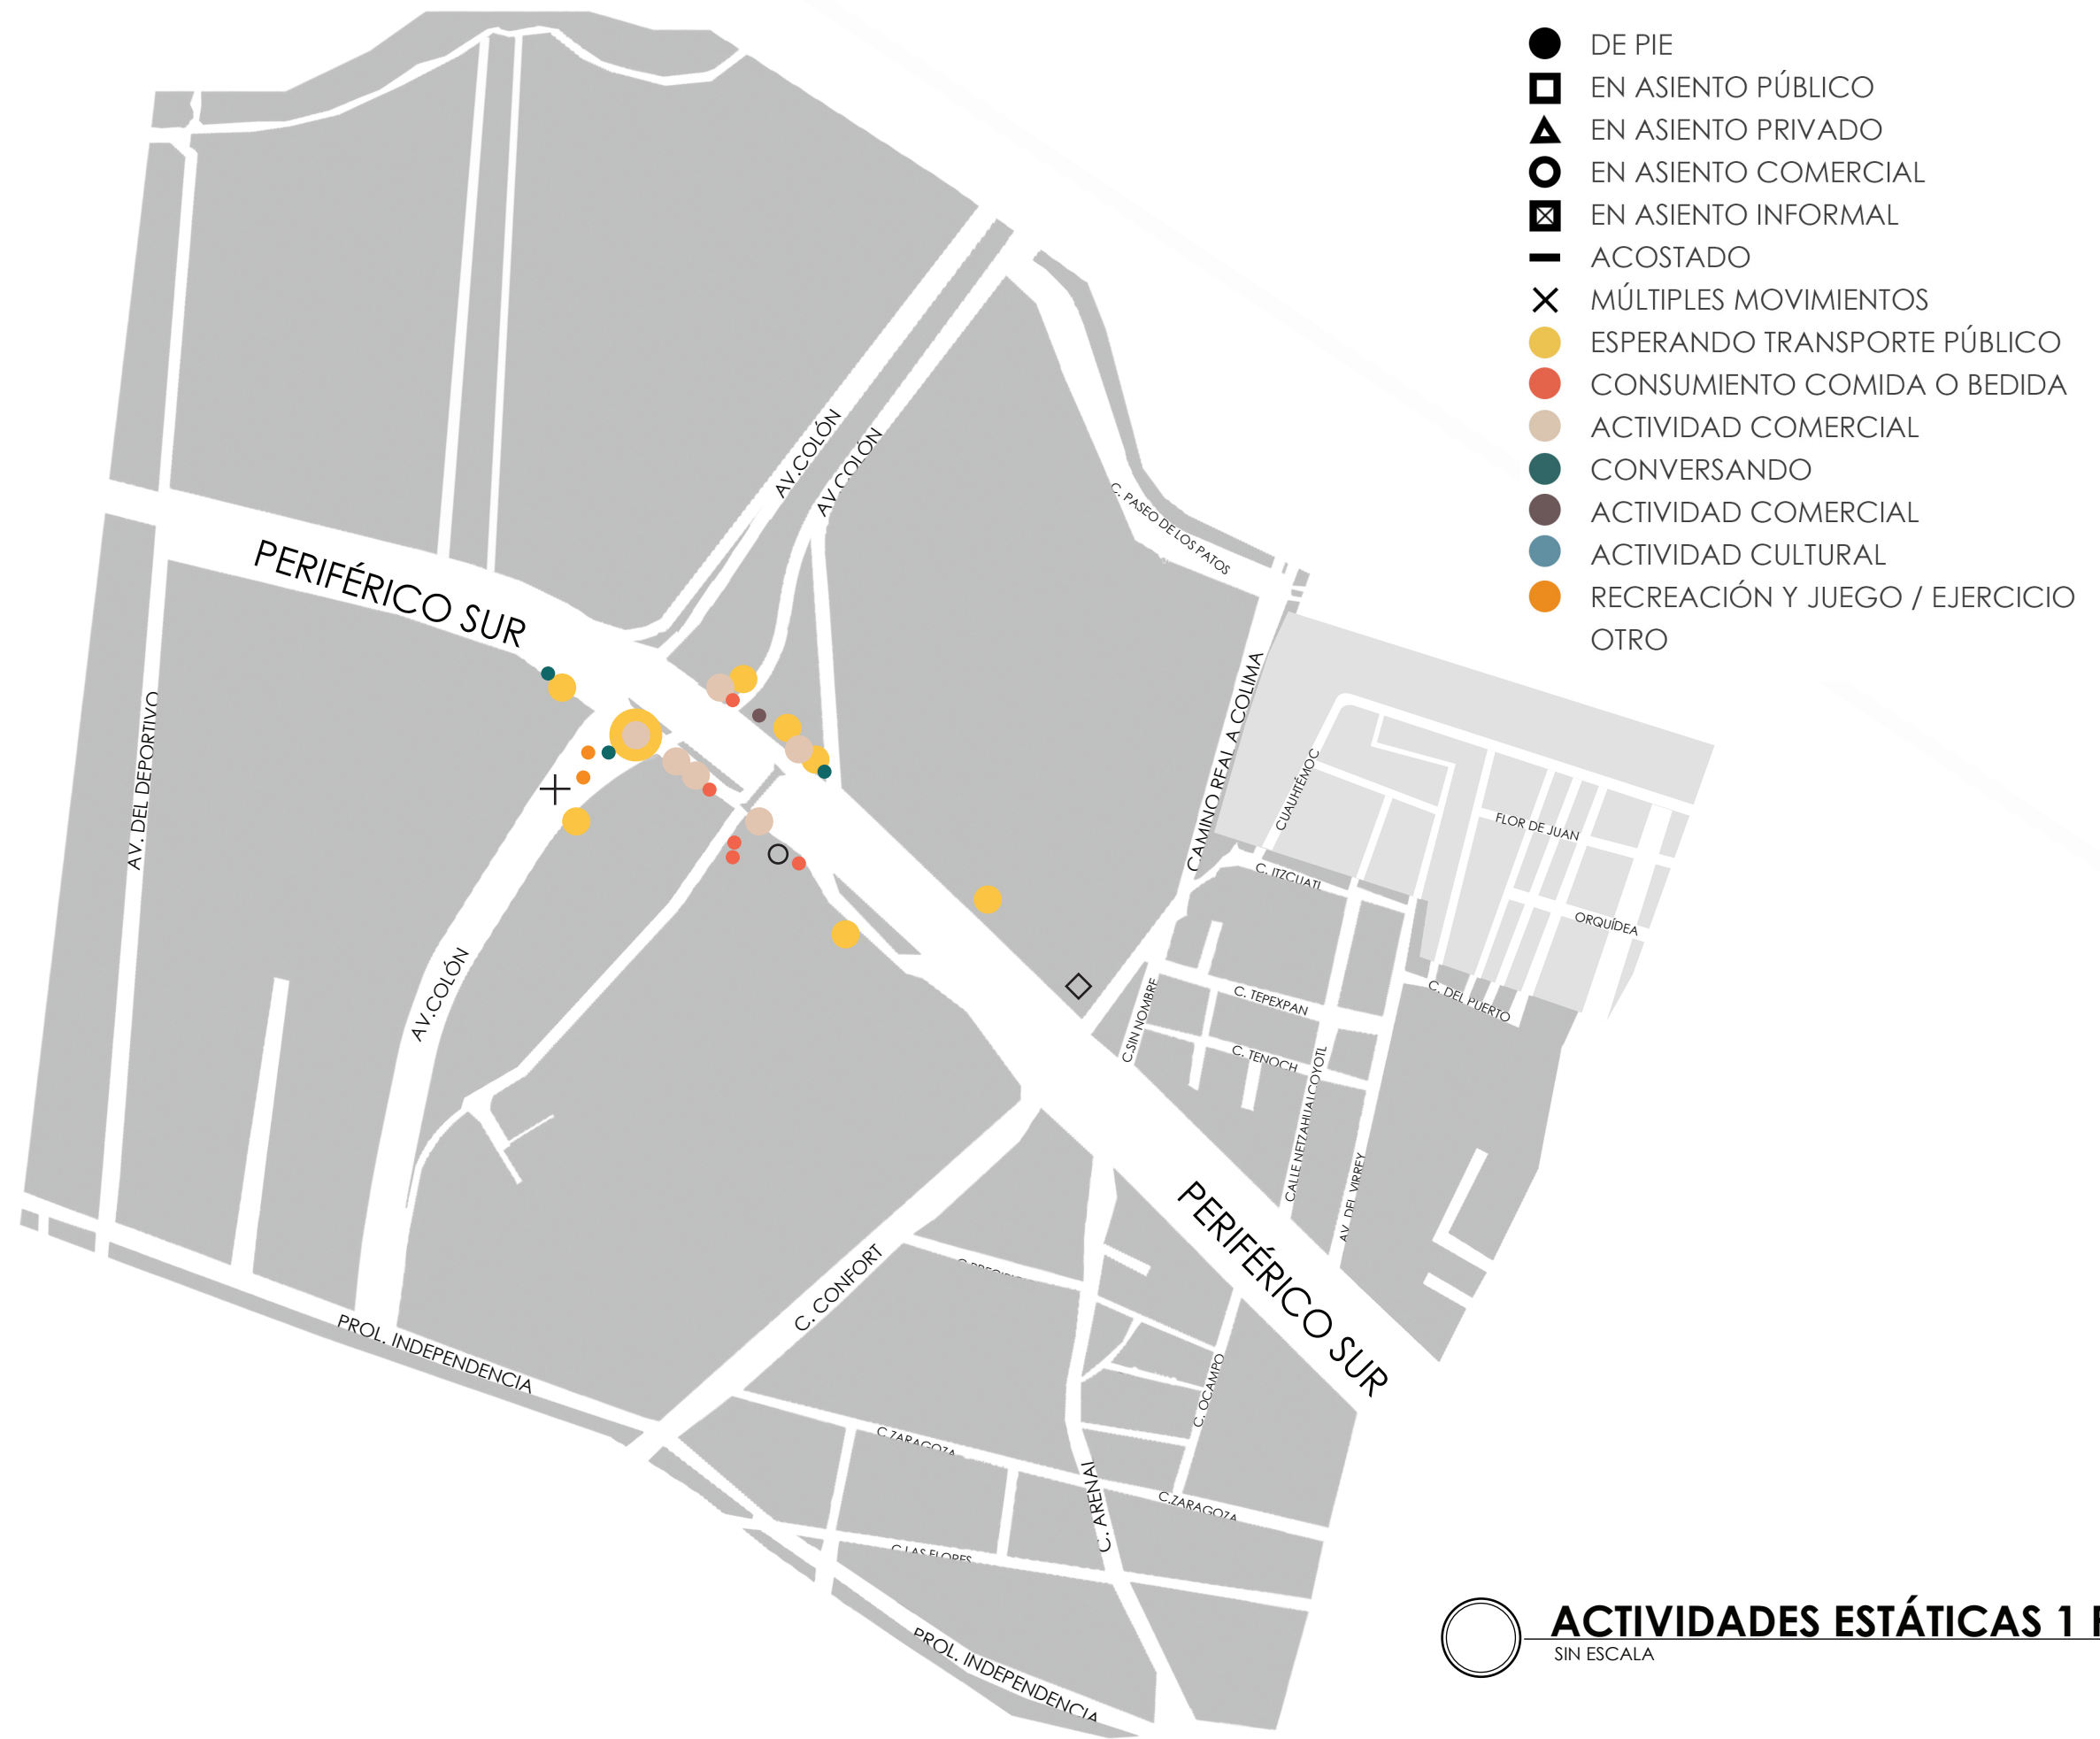 DE PIE
EN ASIENTO PÚBLICO
EN ASIENTO PRIVADO
EN ASIENTO COMERCIAL
EN ASIENTO INFORMAL
ACOSTADO
MÚLTIPLES MOVIMIENTOS
ESPERANDO TRANSPORTE PÚBLICO
CONSUMIENTO COMIDA O BEDIDA
ACTIVIDAD COMERCIAL
CONVERSANDO
ACTIVIDAD COMERCIAL
ACTIVIDAD CULTURAL
RECREACIÓN Y JUEGO / EJERCICIO
OTRO
AV.COLÓN
AV.COLON
C. PASEO DE LOS PATOS
PERIFÉRICO SUR
CAMINO REAL A COLIMA
AV. DEL DEPORTIVO
CUAUHTÉMOC
FLOR DE JUAN
C. ITZCUATL
ORQUÍDEA
AV.COLÓN
C.SIN NOMBRE
C. TEPEXPAN
C. DEL PUERTO
C. TENOCH
CALLE NETZAHUALCOYOTL
AV. DEL VIRREY
PERIFÉRICO SUR
C. CONFORT
PROL. INDEPENDENCIA
C. OCAMPO
C.ZARAGOZA
C. ARENAL
C.ZARAGOZA
C.LAS FLORES
PROL. INDEPENDENCIA
ACTIVIDADES ESTÁTICAS 1
SIN ESCALA